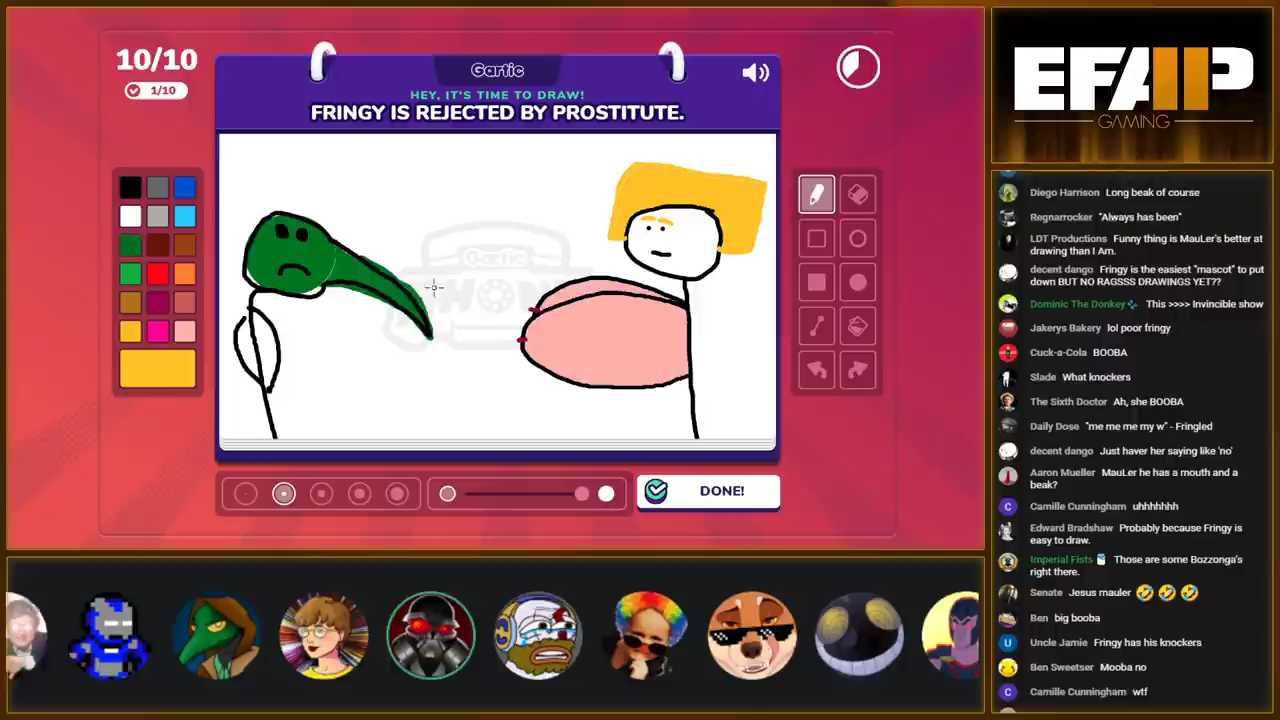 10/10
1/10
Gartic
HEY, IT'S TIME TO DRAW!
FRINGY IS REJECTED BY PROSTITUTE.
Gartic
PHONE
DONE!
EFAP
GAMING
Diego Harrison Long beak of course
Regnarrocker "Always has been"
LDT Productions Funny thing is MauLer's better at
drawing than I Am.
decent dango Fringy is the easiest "mascot" to put
down BUT NO RAGSSS DRAWINGS YET??
Dominic The Donkey This >>>> Invincible show
Jakerys Bakery lol poor fringy
Cuck-a-Cola BOOBA
Slade What knockers
The Sixth Doctor Ah, she BOOBA
Daily Dose "me me me my w" - Fringled
decent dango Just haver her saying like 'no'
Aaron Mueller MauLer he has a mouth and a
beak?
Camille Cunningham uhhhhhhh
Edward Bradshaw Probably because Fringy is
easy to draw.
Imperial Fists Those are some Bozzonga's
right there.
Senate Jesus mauler 🤣 🤣 🤣
Ben big booba
Uncle Jamie Fringy has his knockers
Ben Sweetser Mooba no
Camille Cunningham wtf